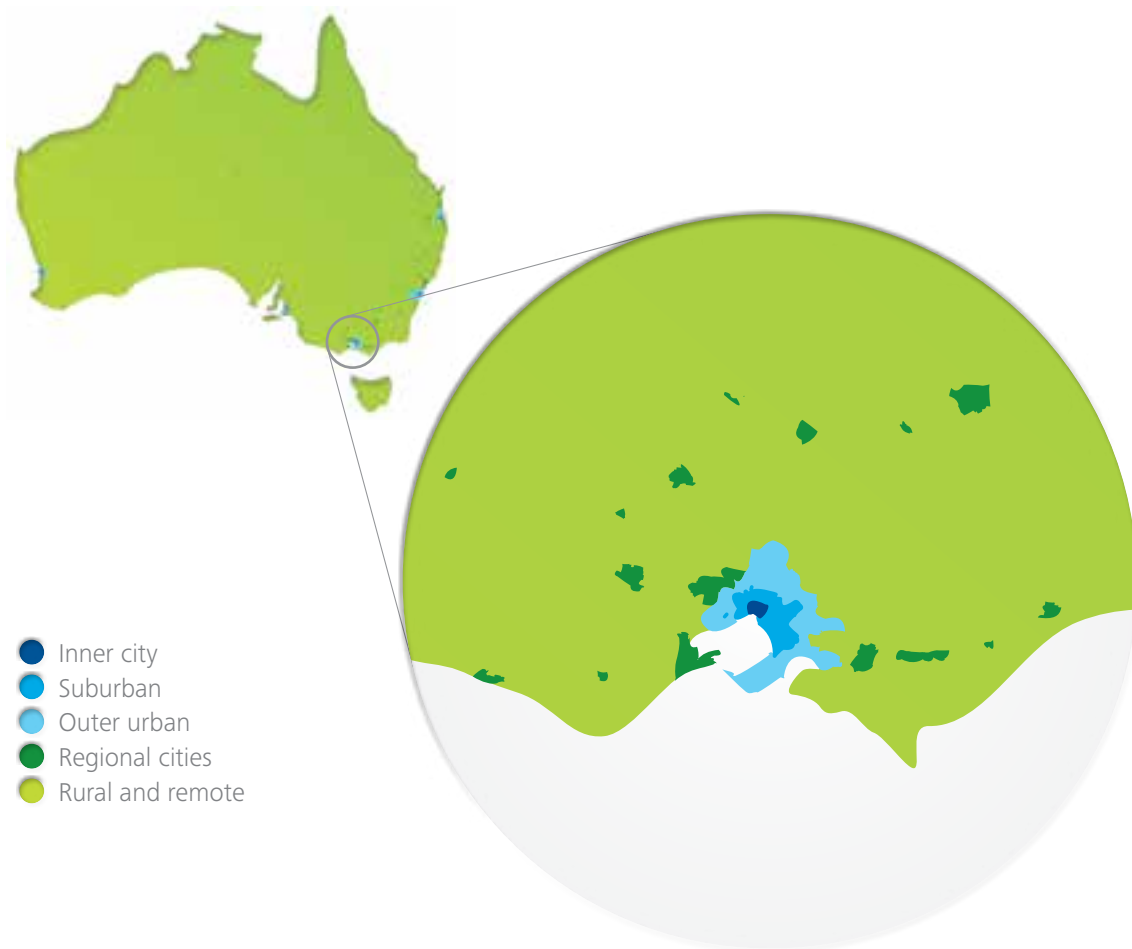 Inner city
Suburban
Outer urban
Regional cities
Rural and remote